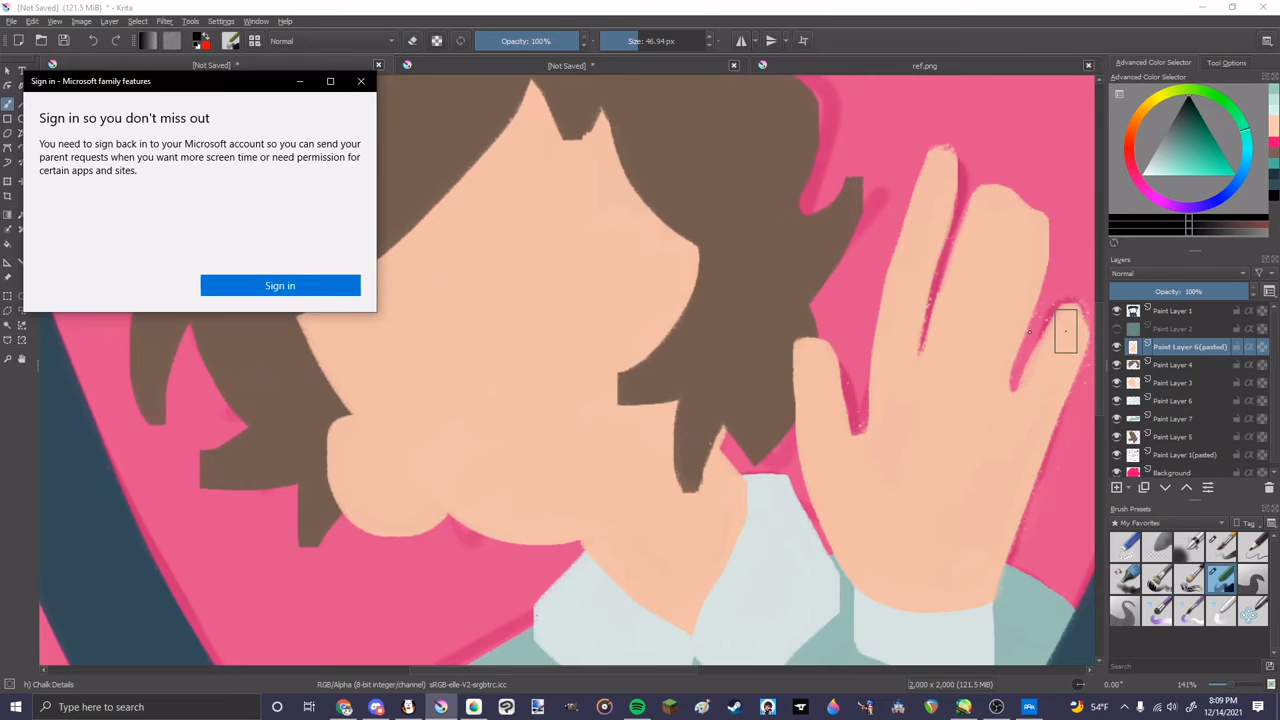 [Not Saved] (121.5 MiB) * - Krita
File Edit View Image Layer Select Filter Tools Settings Window Help
Normal
Opacity: 100%
Size: 46.94 px
[Not Saved] *
[Not Saved] *
ref.png
Advanced Color Selector
Tool Options
Advanced Color Selector
Sign in - Microsoft family features
Sign in so you don't miss out
You need to sign back in to your Microsoft account so you can send your
parent requests when you want more screen time or need permission for
certain apps and sites.
Sign in
Layers
Normal
Opacity: 100%
Paint Layer 1
Paint Layer 2
Paint Layer 6(pasted)
Paint Layer 4
Paint Layer 3
Paint Layer 6
Paint Layer 7
Paint Layer 5
Paint Layer 1(pasted)
Background
Brush Presets
My Favorites
Tag
Search
h) Chalk Details
RGB/Alpha (8-bit integer/channel) sRGB-elle-V2-srgbtrc.icc
2,000 x 2,000 (121.5 MiB)
0.00°
141%
Type here to search
54°F
8:09 PM
12/14/2021